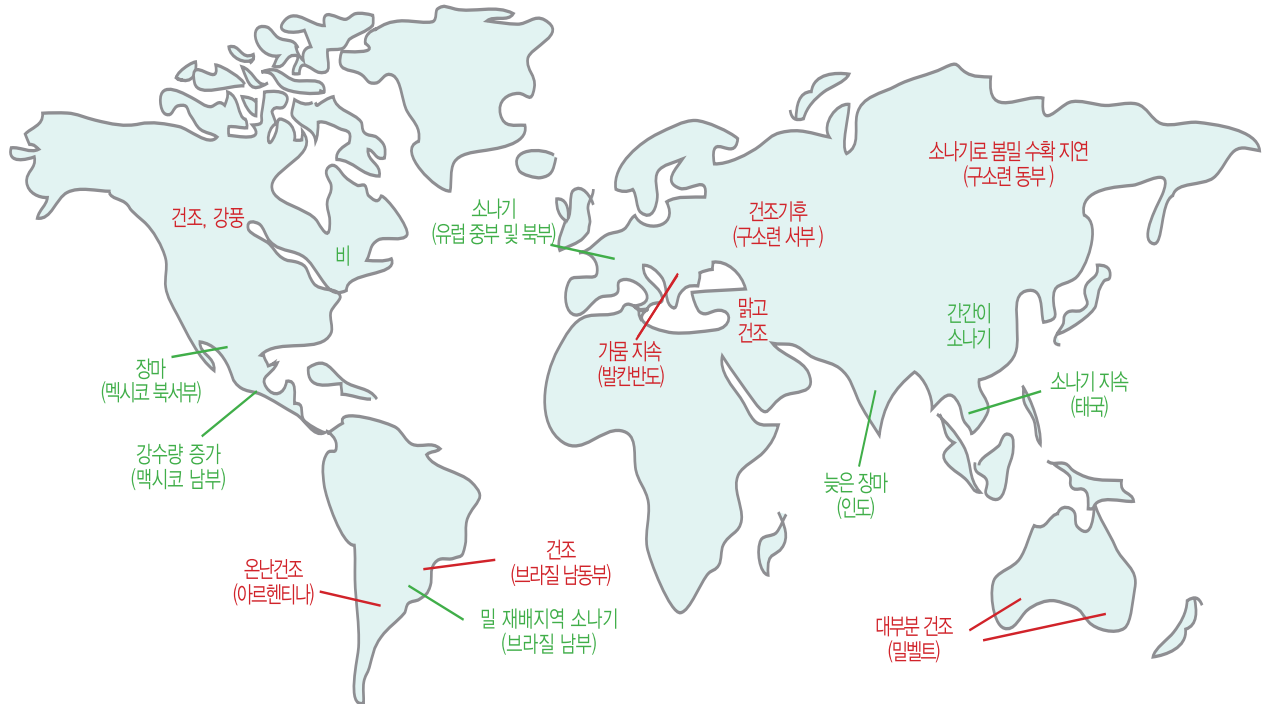 소나기로 봄밀 수확 지연
(구소련 동부 )
건조, 강풍
비
소나기
(유럽 중부 및 북부)
건조기후
(구소련 서부 )
맑고
건조
간간이
소나기
장마
(멕시코 북서부)
가뭄 지속
(발칸반도)
소나기 지속
(태국)
강수량 증가
(맥시코 남부)
늦은 장마
(인도)
온난건조
(아르헨티나)
건조
(브라질 남동부)
밀 재배지역 소나기
(브라질 남부)
대부분 건조
(밀벨트)